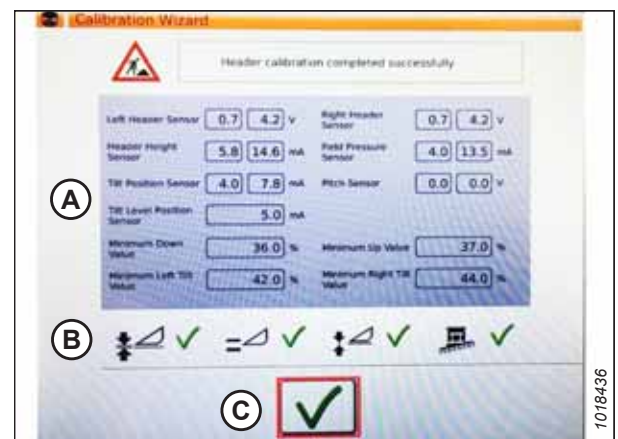 Calibration Wizard
Header calibration completed successfully
Left Header Sensor 0.7 4.2 v Right Header Sensor 0.7 4.2 v
Header Height Sensor 5.8 14.6 mA Field Pressure Sensor 4.0 13.5 mA
Tilt Position Sensor 4.0 7.8 mA Pitch Sensor 0.0 0.0 v
Tilt Level Position Sensor 5.0 mA
Minimum Down Value 36.0 % Minimum Up Value 37.0 %
Minimum Left Tilt Value 42.0 % Minimum Right Tilt Value 44.0 %
A
B
C
1018436